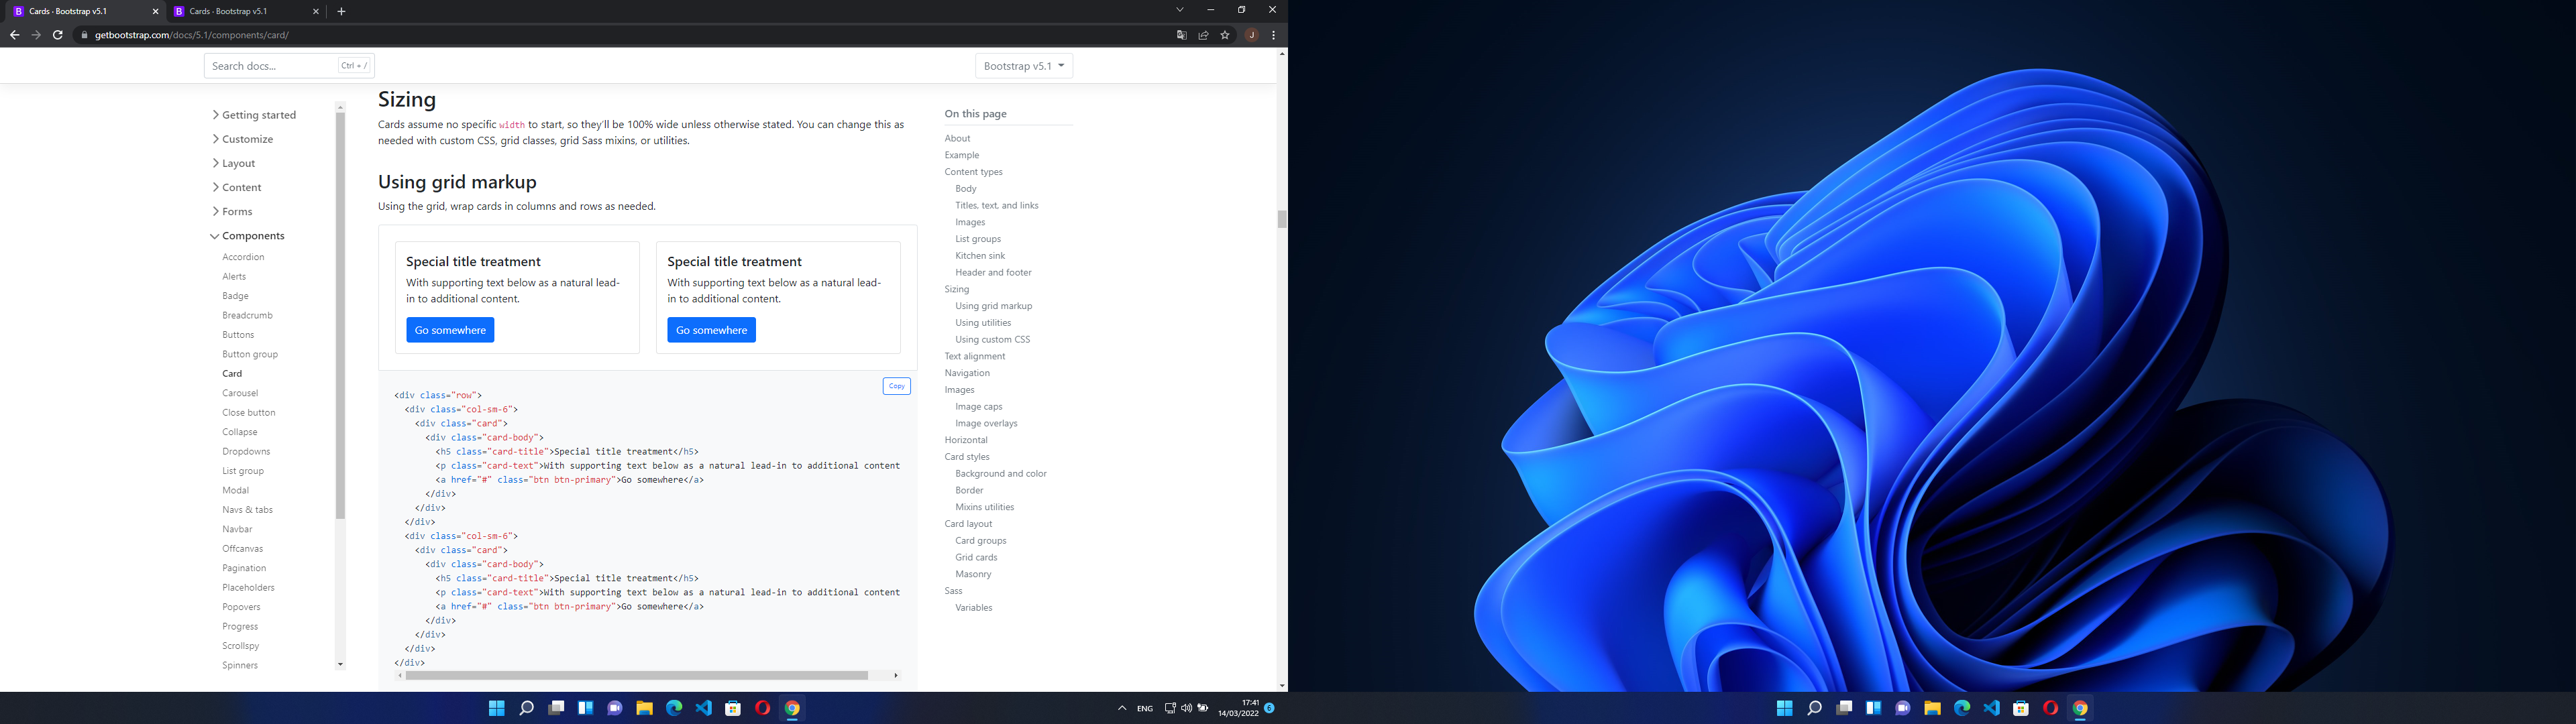 Cards · Bootstrap v5.1
Cards · Bootstrap v5.1
getbootstrap.com/docs/5.1/components/card/
J
Search docs...
Ctrl + /
Bootstrap v5.1
Getting started
Customize
Layout
Content
Forms
Components
Accordion
Alerts
Badge
Breadcrumb
Buttons
Button group
Card
Carousel
Close button
Collapse
Dropdowns
List group
Modal
Navs & tabs
Navbar
Offcanvas
Pagination
Placeholders
Popovers
Progress
Scrollspy
Spinners
Sizing
Cards assume no specific width to start, so they'll be 100% wide unless otherwise stated. You can change this as
needed with custom CSS, grid classes, grid Sass mixins, or utilities.
Using grid markup
Using the grid, wrap cards in columns and rows as needed.
Special title treatment
With supporting text below as a natural lead-
in to additional content.
Go somewhere
Special title treatment
With supporting text below as a natural lead-
in to additional content.
Go somewhere
Copy
<div class="row">
<div class="col-sm-6">
<div class="card">
<div class="card-body">
<h5 class="card-title">Special title treatment</h5>
<p class="card-text">With supporting text below as a natural lead-in to additional content
<a href="#" class="btn btn-primary">Go somewhere</a>
</div>
</div>
</div>
<div class="col-sm-6">
<div class="card">
<div class="card-body">
<h5 class="card-title">Special title treatment</h5>
<p class="card-text">With supporting text below as a natural lead-in to additional content
<a href="#" class="btn btn-primary">Go somewhere</a>
</div>
</div>
</div>
</div>
On this page
About
Example
Content types
Body
Titles, text, and links
Images
List groups
Kitchen sink
Header and footer
Sizing
Using grid markup
Using utilities
Using custom CSS
Text alignment
Navigation
Images
Image caps
Image overlays
Horizontal
Card styles
Background and color
Border
Mixins utilities
Card layout
Card groups
Grid cards
Masonry
Sass
Variables
ENG
17:41
14/03/2022
6